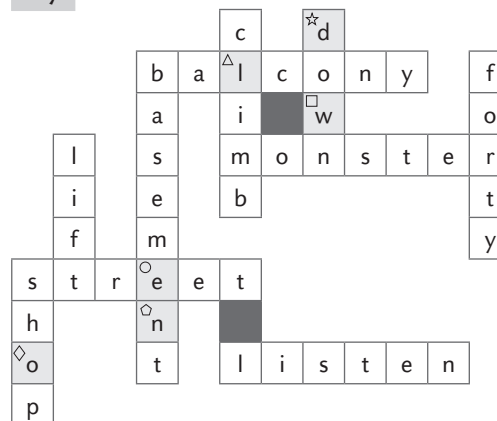 c d
b a l c o n y f
a i w o
l s m o n s t e r
i e b t
f m y
s t r e e t
h n
o t l i s t e n
p